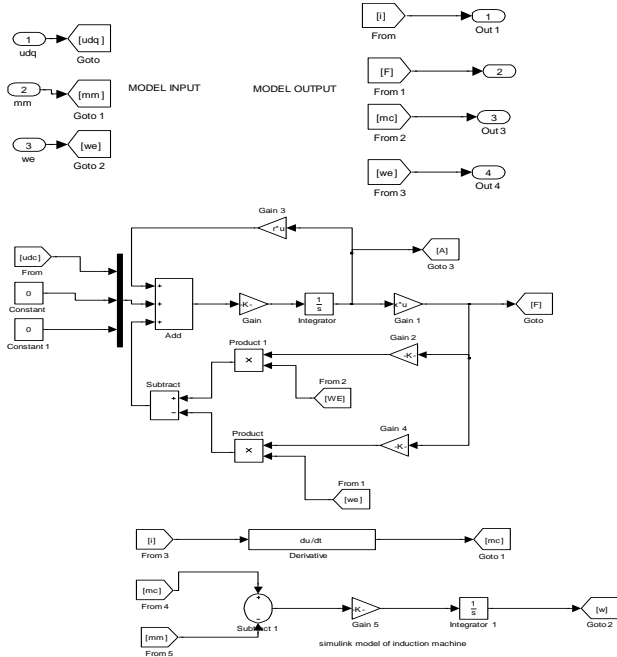 1
udq
[udq]
Goto
2
mm
[mm]
Goto 1
3
we
[we]
Goto 2
MODEL INPUT
MODEL OUTPUT
[i]
From
1
Out 1
[F]
From 1
2
[mc]
From 2
3
Out 3
[we]
From 3
4
Out 4
Gain 3
r*u
[udc]
From
0
Constant
0
Constant 1
+
+
+
Add
-K-
Gain
1
s
Integrator
[A]
Goto 3
x*u
Gain 1
[F]
Goto
Gain 2
-K-
Product 1
×
From 2
[WE]
Subtract
+
−
Product
×
Gain 4
-K-
From 1
[we]
[i]
From 3
du/dt
Derivative
[mc]
Goto 1
[mc]
From 4
[mm]
From 5
+
−
Subtract 1
-K-
Gain 5
1
s
Integrator 1
[w]
Goto 2
simulink model of induction machine